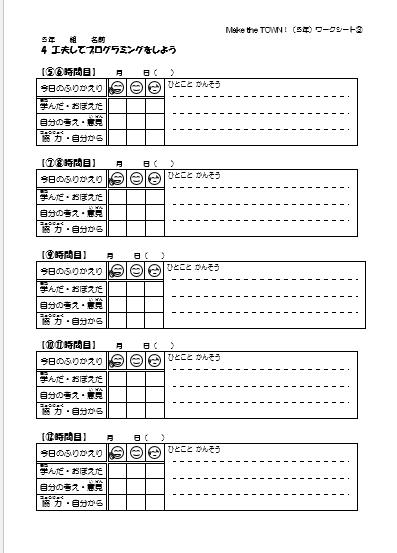 Make the TOWN！（５年）ワークシート②
５年　組　名前
４ 工夫してプログラミングをしよう
【⑤⑥時間目】　月　日（　）
今日のふりかえり　ひとこと かんそう
学んだ・おぼえた
自分の考え・意見
協力・自分から
【⑦⑧時間目】　月　日（　）
今日のふりかえり　ひとこと かんそう
学んだ・おぼえた
自分の考え・意見
協力・自分から
【⑨時間目】　月　日（　）
今日のふりかえり　ひとこと かんそう
学んだ・おぼえた
自分の考え・意見
協力・自分から
【⑩⑪時間目】　月　日（　）
今日のふりかえり　ひとこと かんそう
学んだ・おぼえた
自分の考え・意見
協力・自分から
【⑫時間目】　月　日（　）
今日のふりかえり　ひとこと かんそう
学んだ・おぼえた
自分の考え・意見
協力・自分から